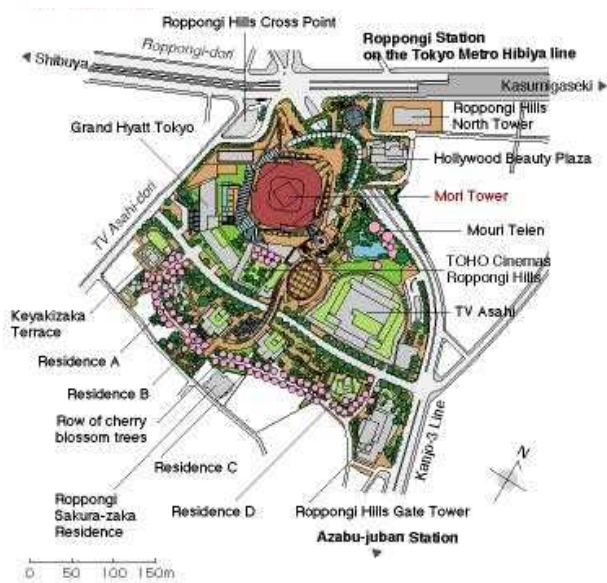 Roppongi Hills Cross Point
Roppongi-dori
Roppongi Station
on the Tokyo Metro Hibiya line
Shibuya
Kasumigaseki
Roppongi Hills
North Tower
Grand Hyatt Tokyo
Hollywood Beauty Plaza
TV Asahi-dori
Mori Tower
Mouri Teien
TOHO Cinemas
Roppongi Hills
TV Asahi
Keyakizaka
Terrace
Residence A
Residence B
Row of cherry
blossom trees
Residence C
Kanjo-3 Line
N
Roppongi
Sakura-zaka
Residence
Residence D
Roppongi Hills Gate Tower
Azabu-juban Station
0 50 100 150m